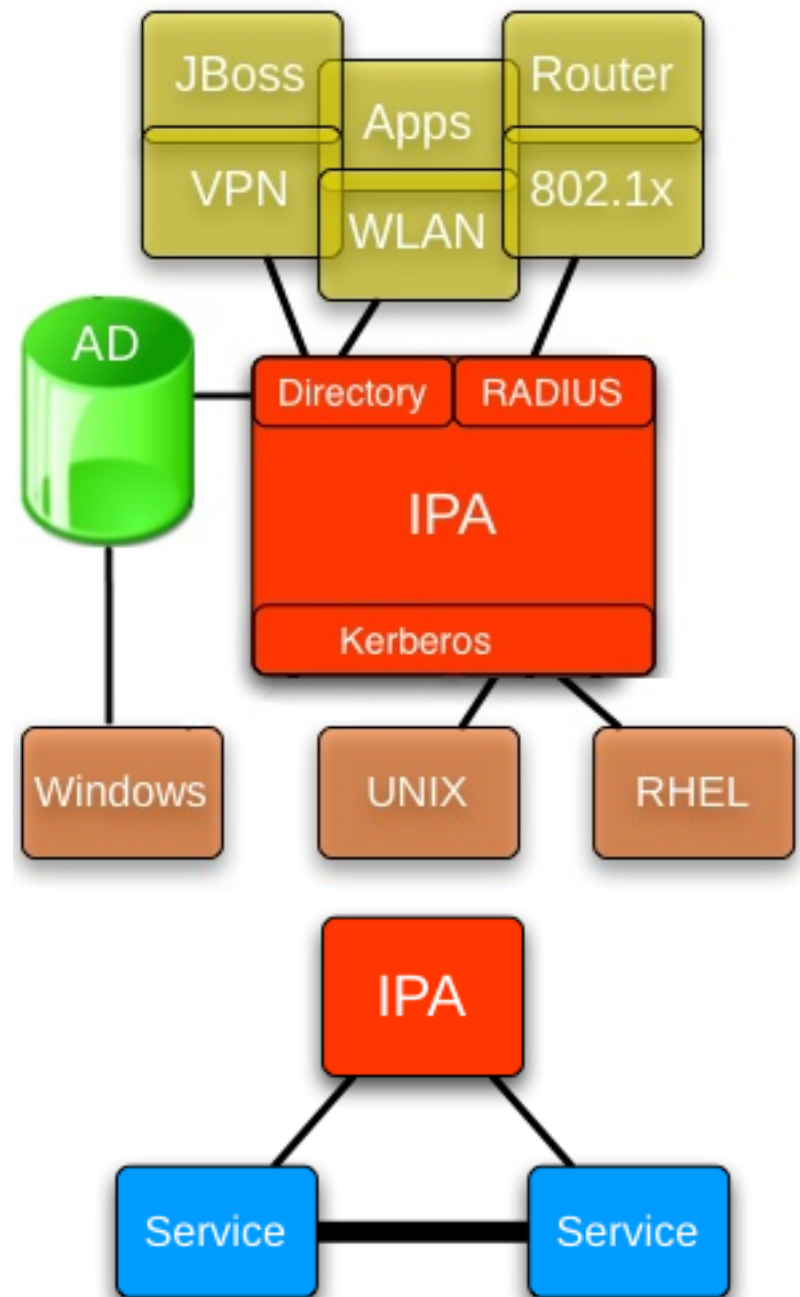 JBoss
Apps
Router
VPN
WLAN
802.1x
AD
Directory
RADIUS
IPA
Kerberos
Windows
UNIX
RHEL
IPA
Service
Service